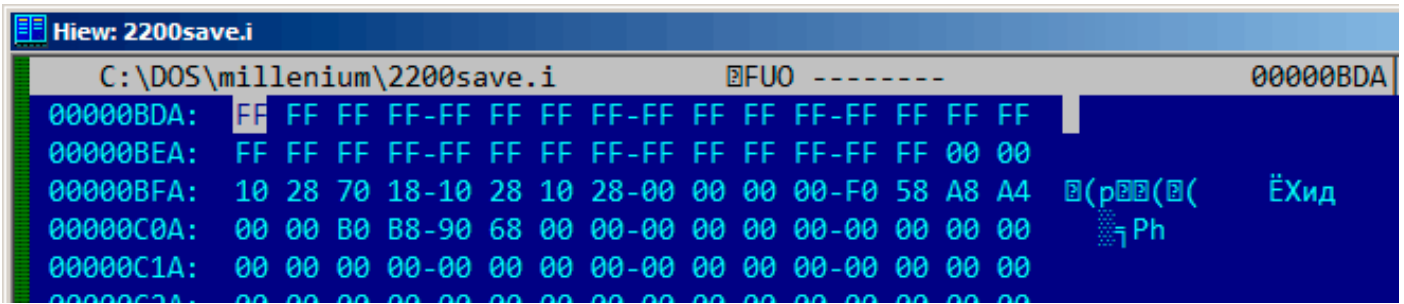 Hiew: 2200save.i
C:\DOS\millenium\2200save.i FUO -------- 00000BDA
00000BDA: FF FF FF FF-FF FF FF FF-FF FF FF FF-FF FF FF FF
00000BEA: FF FF FF FF-FF FF FF FF-FF FF FF FF-FF FF 00 00
00000BFA: 10 28 70 18-10 28 10 28-00 00 00 00-F0 58 A8 A4 (p(( ЁXид
00000C0A: 00 00 B0 B8-90 68 00 00-00 00 00 00-00 00 00 00 ░╕Рh
00000C1A: 00 00 00 00-00 00 00 00-00 00 00 00-00 00 00 00